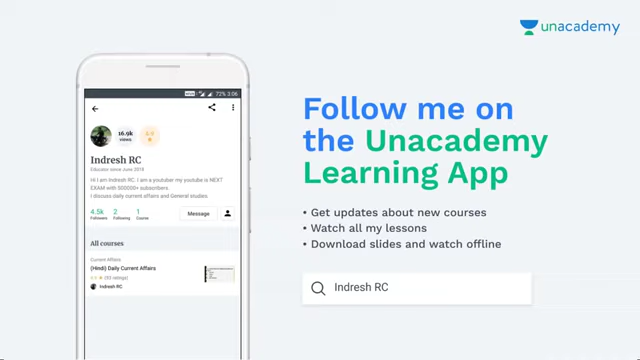 unacademy
72% 3:06
16.9k
views
Indresh RC
Educator since June 2018
Hi I am Indresh RC. I am a youtuber my youtube is NEXT
EXAM with 900000+ subscribers.
I discuss daily current affairs and General studies.
4.5k 2 1
Followers Following Course
Message
All courses
Current Affairs
(Hindi) Daily Current Affairs
Indresh RC
Follow me on
the Unacademy
Learning App
• Get updates about new courses
• Watch all my lessons
• Download slides and watch offline
Indresh RC